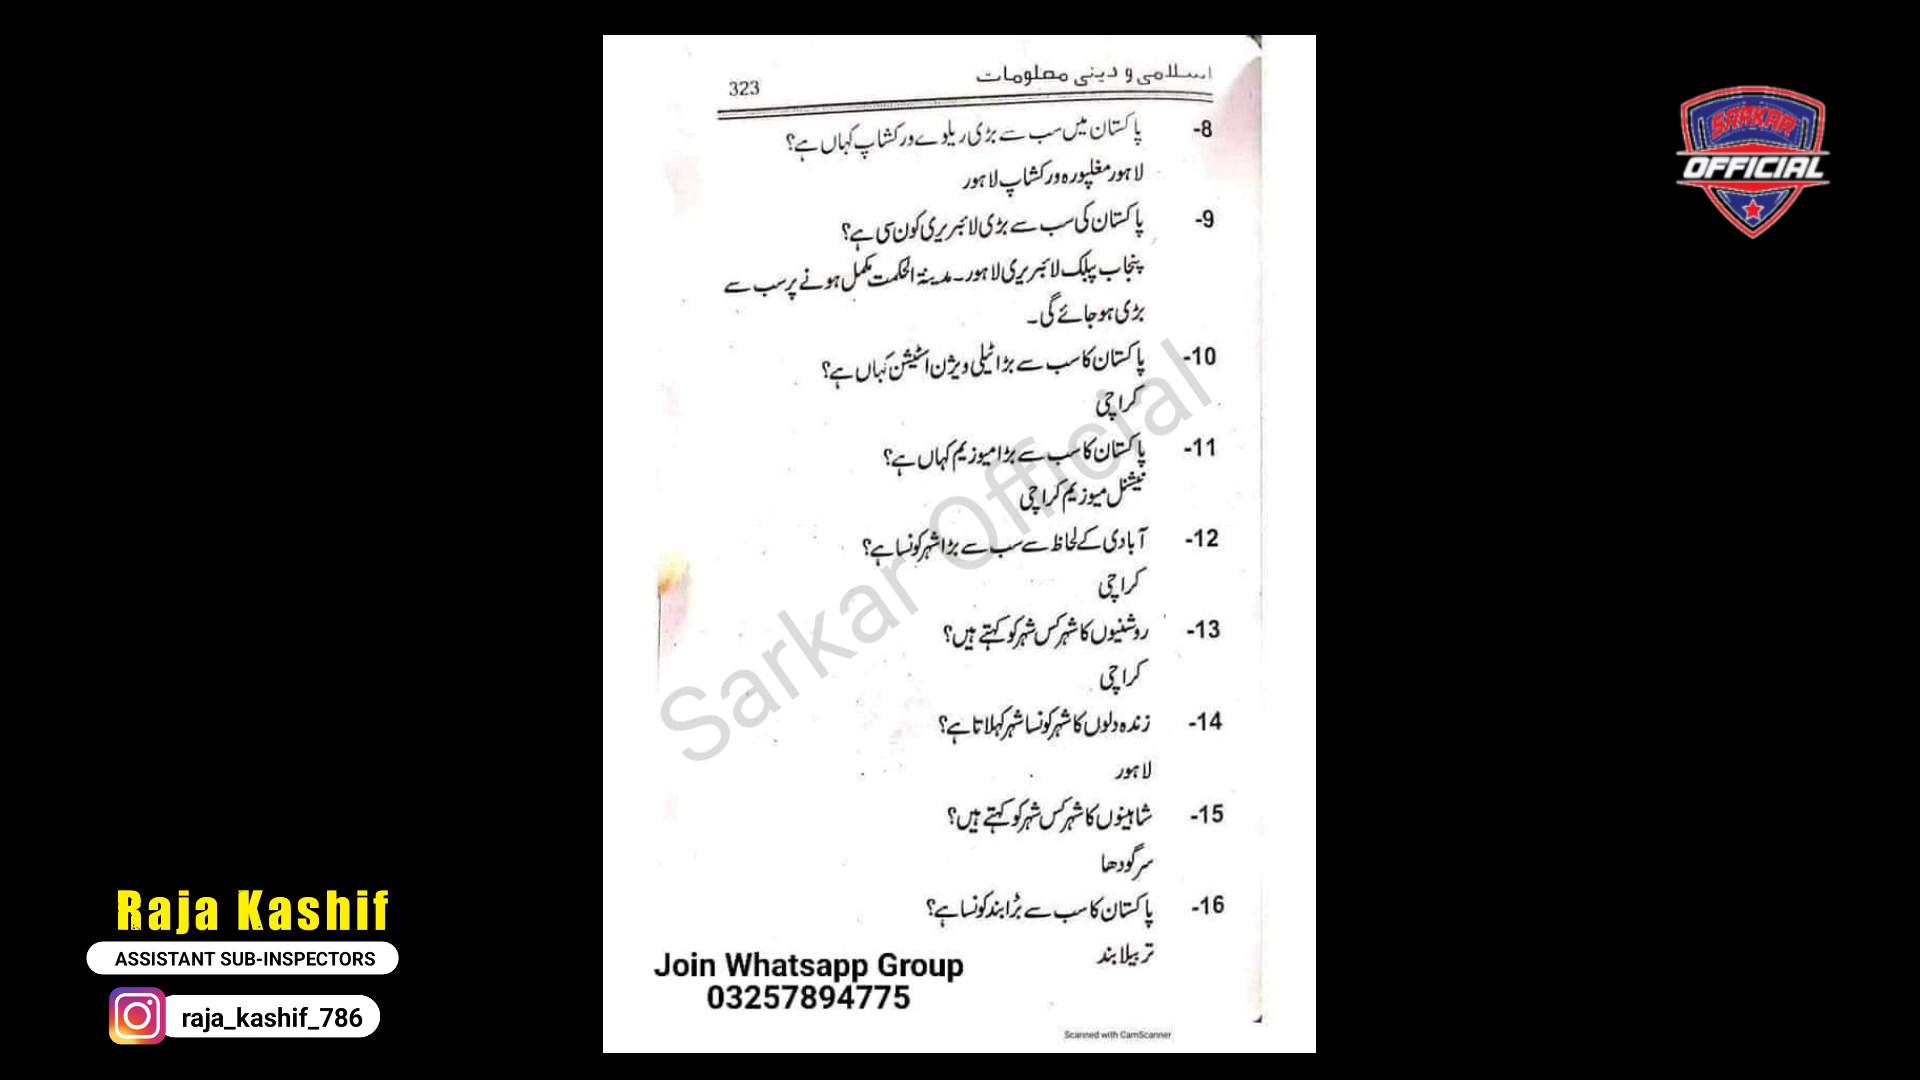 اسلامی و دینی معلومات
323
8- پاکستان میں سب سے بڑی ریلوے ورکشاپ کہاں ہے؟
لاہور مغلپورہ ورکشاپ لاہور
9- پاکستان کی سب سے بڑی لائبریری کون سی ہے؟
پنجاب پبلک لائبریری لاہور۔ مدینۃ الحکمت مکمل ہونے پر سب سے
بڑی ہو جائے گی۔
10- پاکستان کا سب سے بڑا ٹیلی ویژن اسٹیشن کہاں ہے؟
کراچی
11- پاکستان کا سب سے بڑا میوزیم کہاں ہے؟
نیشنل میوزیم کراچی
12- آبادی کے لحاظ سے سب سے بڑا شہر کونسا ہے؟
کراچی
13- روشنیوں کا شہر کس شہر کو کہتے ہیں؟
کراچی
14- زندہ دلوں کا شہر کونسا شہر کہلاتا ہے؟
لاہور
15- شاہینوں کا شہر کس شہر کو کہتے ہیں؟
سرگودھا
16- پاکستان کا سب سے بڑا بند کونسا ہے؟
تربیلا بند
Join Whatsapp Group
03257894775
Scanned with CamScanner
Sarkar Official
SARKAR
OFFICIAL
Raja Kashif
ASSISTANT SUB-INSPECTORS
raja_kashif_786